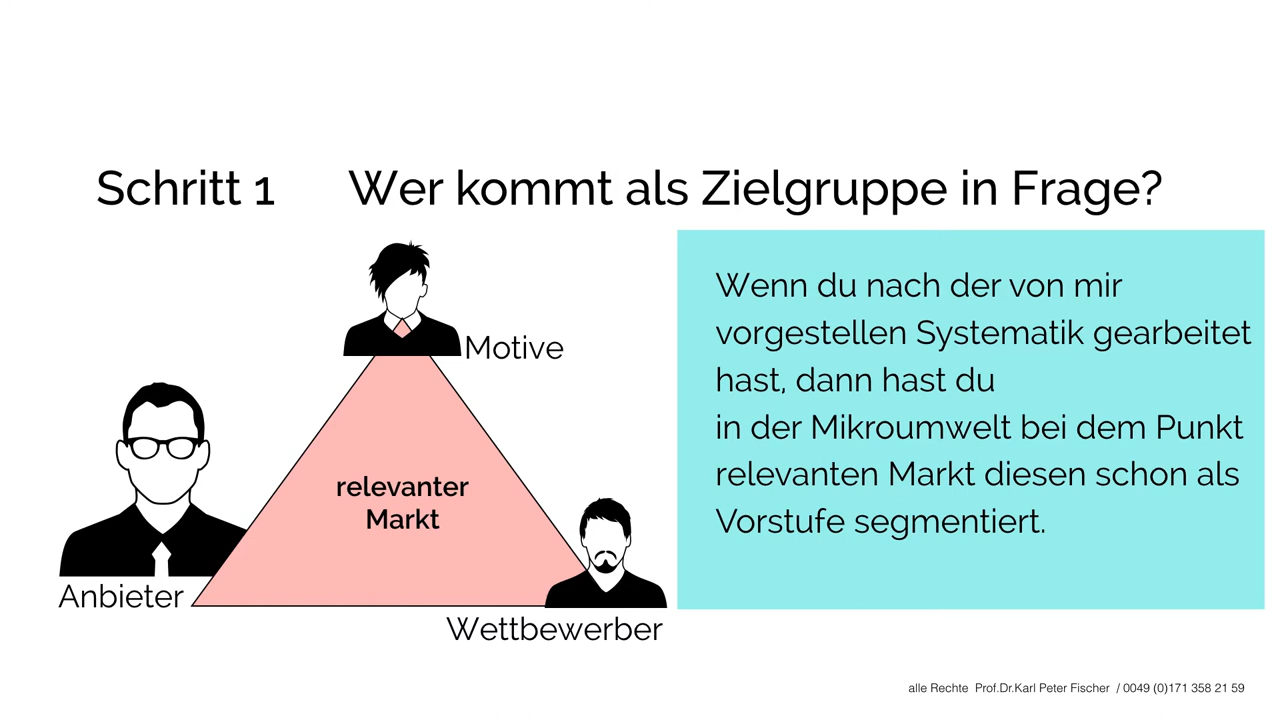 Schritt 1 Wer kommt als Zielgruppe in Frage?
Motive
relevanter
Markt
Anbieter
Wettbewerber
Wenn du nach der von mir
vorgestellen Systematik gearbeitet
hast, dann hast du
in der Mikroumwelt bei dem Punkt
relevanten Markt diesen schon als
Vorstufe segmentiert.
alle Rechte Prof.Dr.Karl Peter Fischer / 0049 (0)171 358 21 59